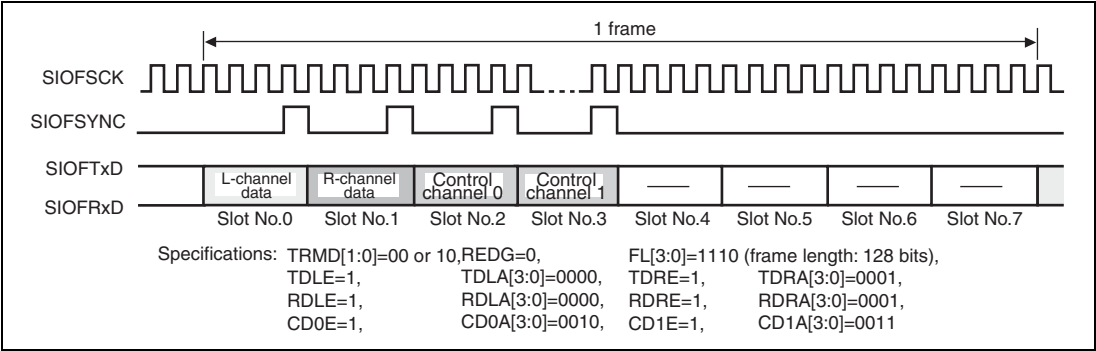 1 frame
SIOFSCK
SIOFSYNC
SIOFTxD
SIOFRxD
L-channel data
R-channel data
Control channel 0
Control channel 1
Slot No.0 Slot No.1 Slot No.2 Slot No.3 Slot No.4 Slot No.5 Slot No.6 Slot No.7
Specifications: TRMD[1:0]=00 or 10,REDG=0, FL[3:0]=1110 (frame length: 128 bits),
TDLE=1, TDLA[3:0]=0000, TDRE=1, TDRA[3:0]=0001,
RDLE=1, RDLA[3:0]=0000, RDRE=1, RDRA[3:0]=0001,
CD0E=1, CD0A[3:0]=0010, CD1E=1, CD1A[3:0]=0011